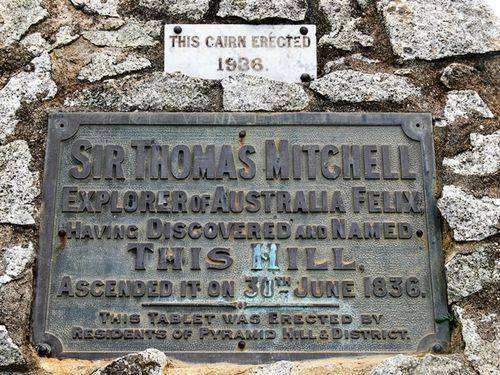 THIS CAIRN ERECTED
1936.
SIR THOMAS MITCHELL
EXPLORER OF AUSTRALIA FELIX.
HAVING DISCOVERED AND NAMED
THIS HILL,
ASCENDED IT ON 30TH JUNE 1836.
THIS TABLET WAS ERECTED BY
RESIDENTS OF PYRAMID HILL & DISTRICT.